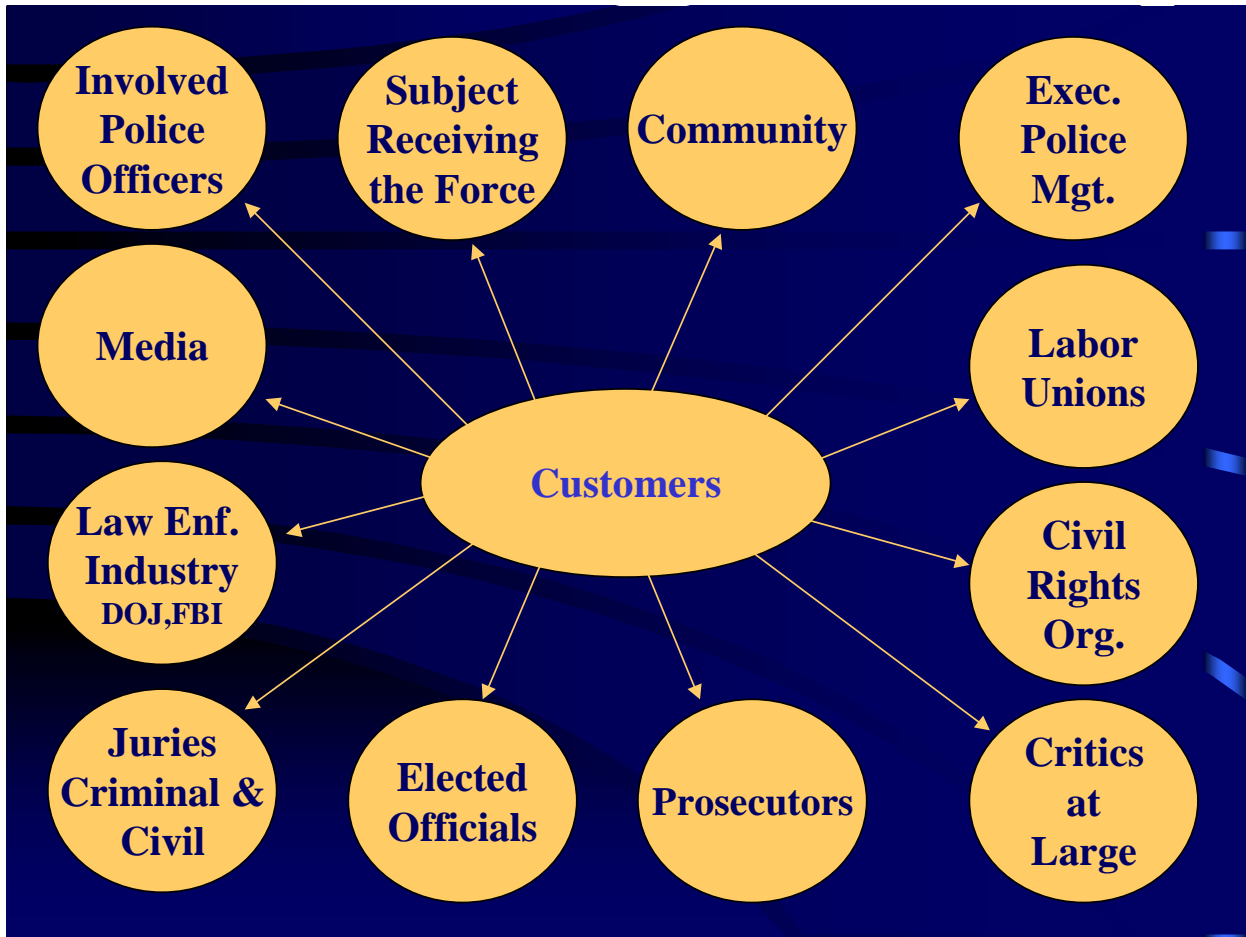 Involved
Police
Officers
Subject
Receiving
the Force
Community
Exec.
Police
Mgt.
Media
Labor
Unions
Customers
Law Enf.
Industry
DOJ,FBI
Civil
Rights
Org.
Juries
Criminal &
Civil
Elected
Officials
Prosecutors
Critics
at
Large